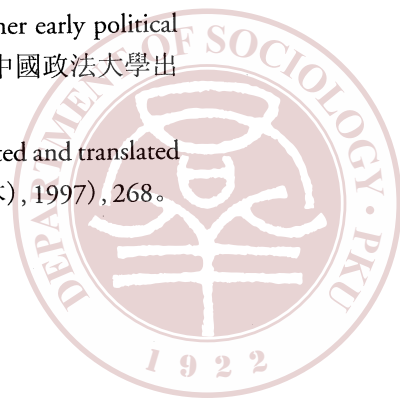 ner early political
中國政法大學出
ted and translated
), 1997), 268。
DEPARTMENT OF SOCIOLOGY · PKU
1922